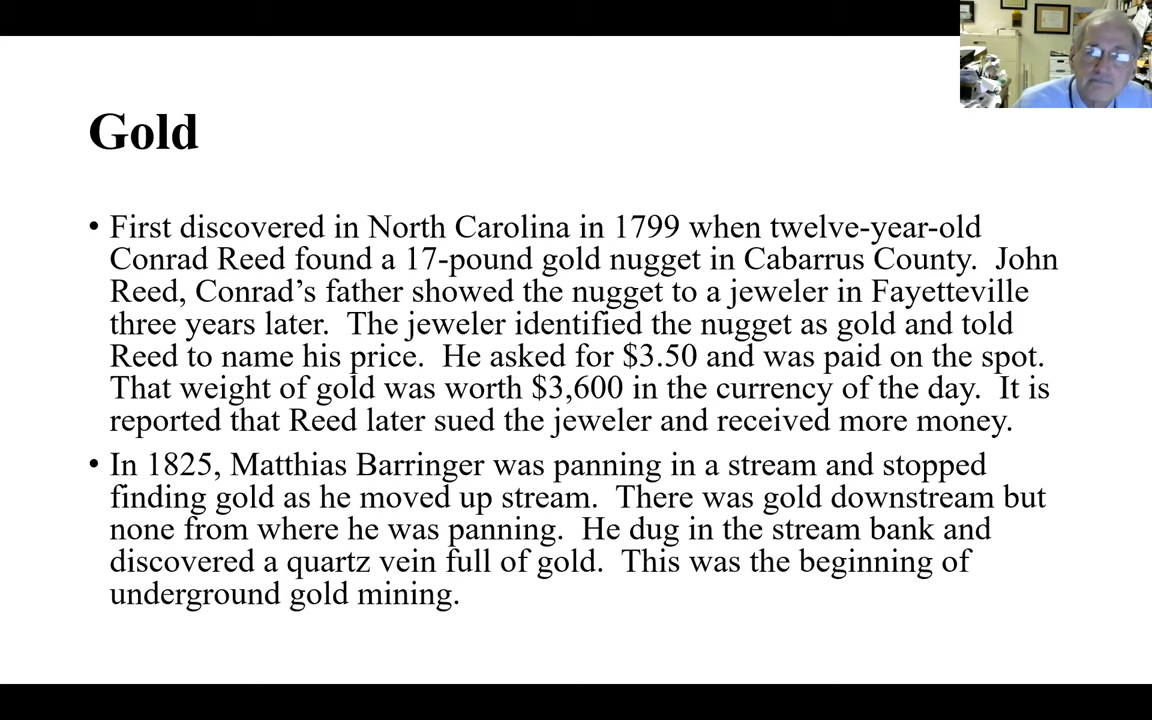 Gold
• First discovered in North Carolina in 1799 when twelve-year-old
Conrad Reed found a 17-pound gold nugget in Cabarrus County.  John
Reed, Conrad’s father showed the nugget to a jeweler in Fayetteville
three years later.  The jeweler identified the nugget as gold and told
Reed to name his price.  He asked for $3.50 and was paid on the spot.
That weight of gold was worth $3,600 in the currency of the day.  It is
reported that Reed later sued the jeweler and received more money.
• In 1825, Matthias Barringer was panning in a stream and stopped
finding gold as he moved up stream.  There was gold downstream but
none from where he was panning.  He dug in the stream bank and
discovered a quartz vein full of gold.  This was the beginning of
underground gold mining.